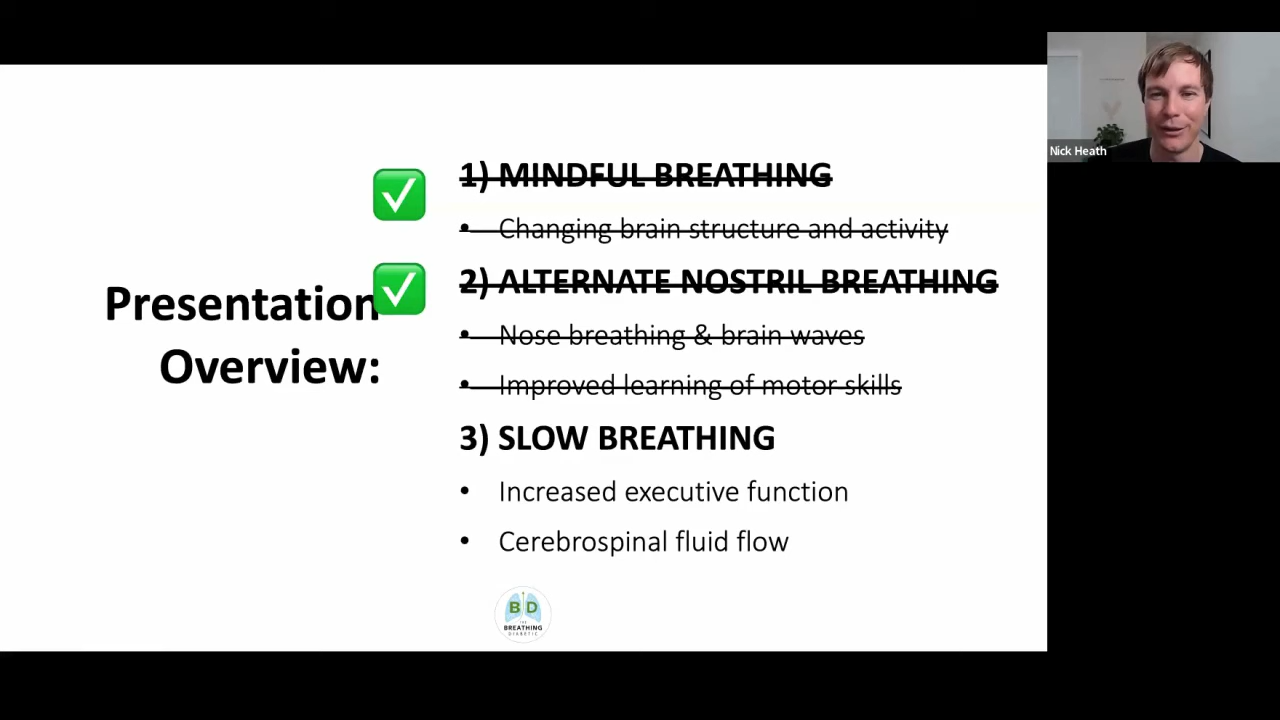 Presentation
Overview:
1) MINDFUL BREATHING
• Changing brain structure and activity
2) ALTERNATE NOSTRIL BREATHING
• Nose breathing & brain waves
• Improved learning of motor skills
3) SLOW BREATHING
• Increased executive function
• Cerebrospinal fluid flow
B D
THE
BREATHING
DIABETIC
Nick Heath